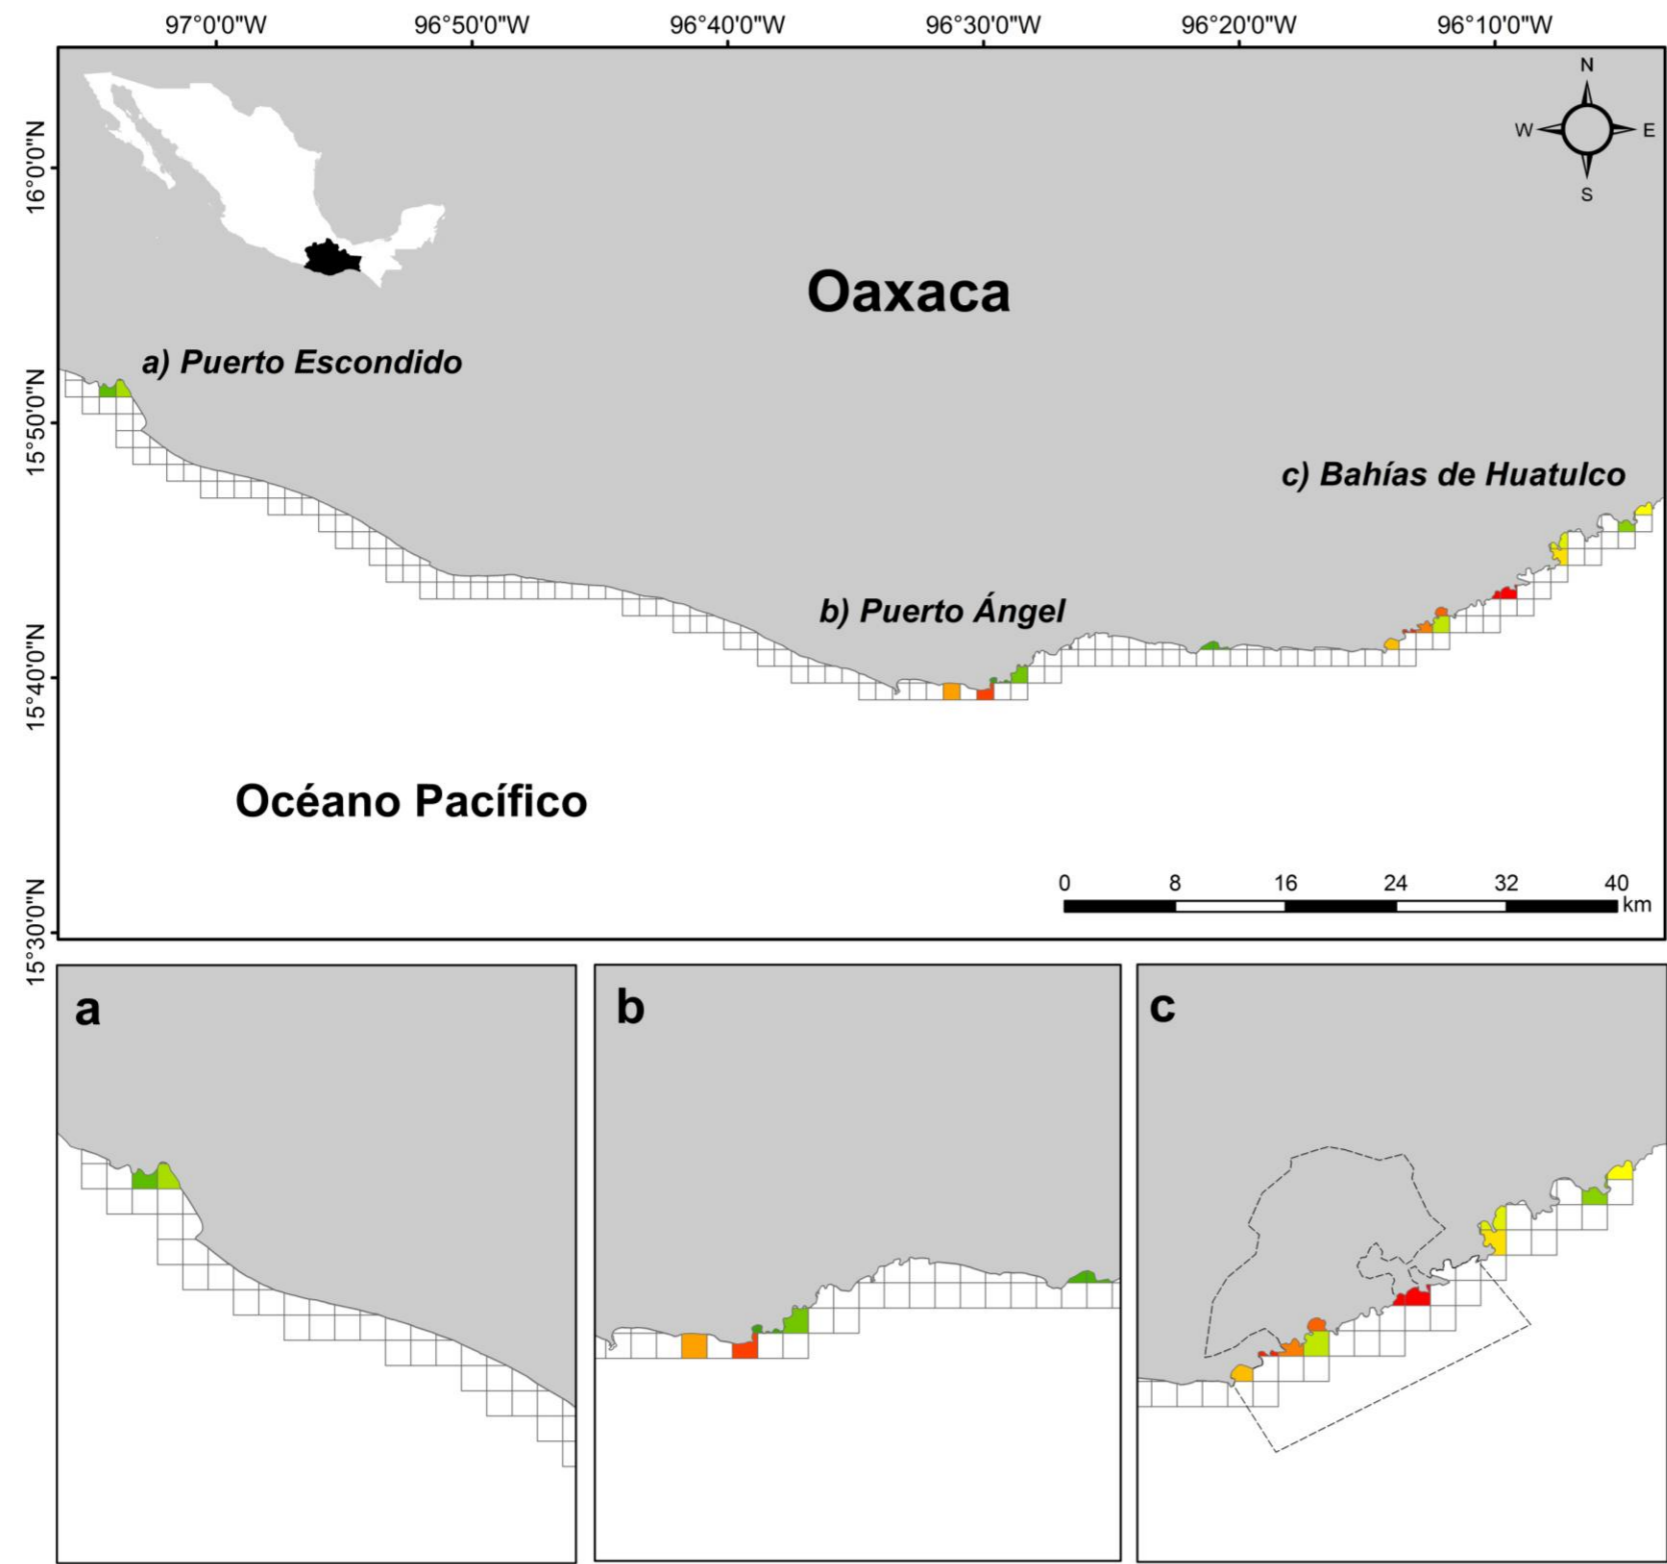 97°0'0"W 96°50'0"W 96°40'0"W 96°30'0"W 96°20'0"W 96°10'0"W
N
W E
S
16°0'0"N
Oaxaca
a) Puerto Escondido
15°50'0"N
c) Bahías de Huatulco
b) Puerto Ángel
15°40'0"N
Océano Pacífico
0 8 16 24 32 40
km
15°30'0"N
a
b
c